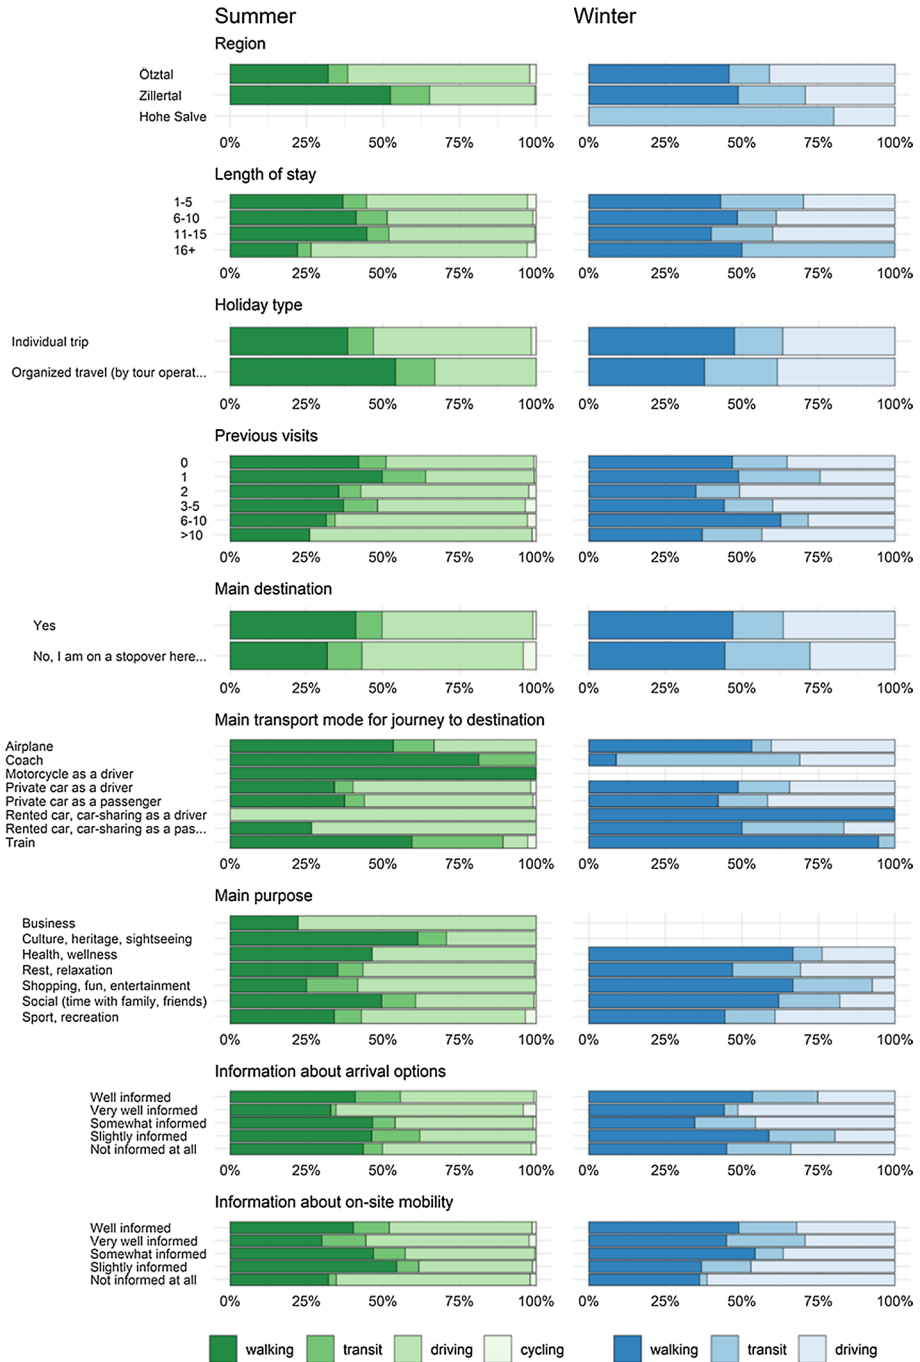 Summer Winter
Region
Ötztal
Zillertal
Hohe Salve
0% 25% 50% 75% 100% 0% 25% 50% 75% 100%
Length of stay
1-5
6-10
11-15
16+
0% 25% 50% 75% 100% 0% 25% 50% 75% 100%
Holiday type
Individual trip
Organized travel (by tour operat...
0% 25% 50% 75% 100% 0% 25% 50% 75% 100%
Previous visits
0
1
2
3-5
6-10
>10
0% 25% 50% 75% 100% 0% 25% 50% 75% 100%
Main destination
Yes
No, I am on a stopover here...
0% 25% 50% 75% 100% 0% 25% 50% 75% 100%
Main transport mode for journey to destination
Airplane
Coach
Motorcycle as a driver
Private car as a driver
Private car as a passenger
Rented car, car-sharing as a driver
Rented car, car-sharing as a pas...
Train
0% 25% 50% 75% 100% 0% 25% 50% 75% 100%
Main purpose
Business
Culture, heritage, sightseeing
Health, wellness
Rest, relaxation
Shopping, fun, entertainment
Social (time with family, friends)
Sport, recreation
0% 25% 50% 75% 100% 0% 25% 50% 75% 100%
Information about arrival options
Well informed
Very well informed
Somewhat informed
Slightly informed
Not informed at all
0% 25% 50% 75% 100% 0% 25% 50% 75% 100%
Information about on-site mobility
Well informed
Very well informed
Somewhat informed
Slightly informed
Not informed at all
0% 25% 50% 75% 100% 0% 25% 50% 75% 100%
walking transit driving cycling walking transit driving